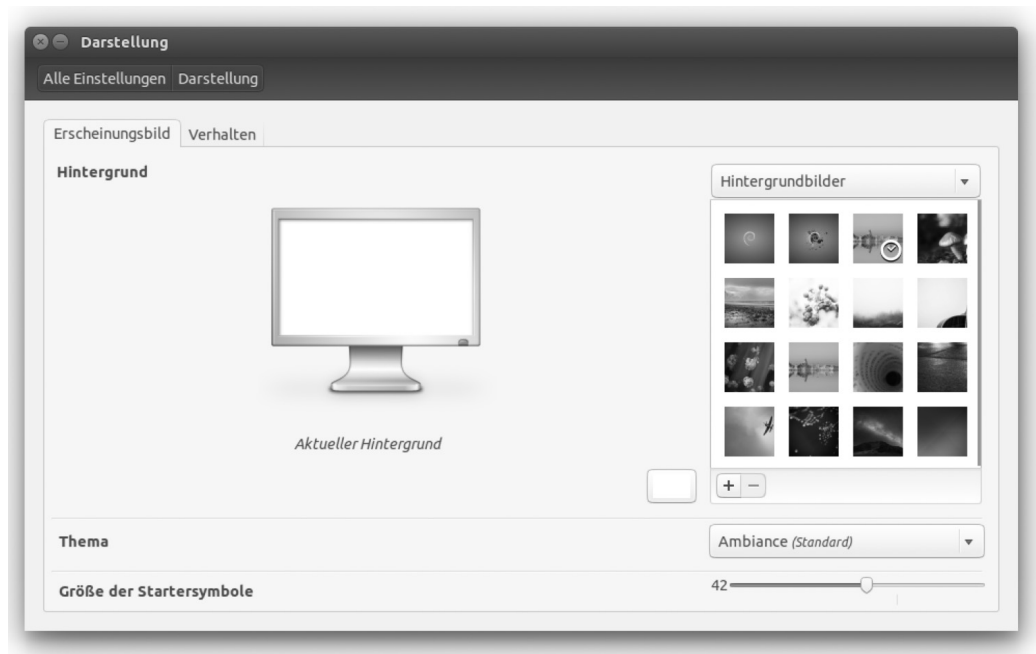 Darstellung
Alle Einstellungen Darstellung
Erscheinungsbild Verhalten
Hintergrund
Hintergrundbilder
Aktueller Hintergrund
Thema
Ambiance (Standard)
Größe der Startersymbole
42